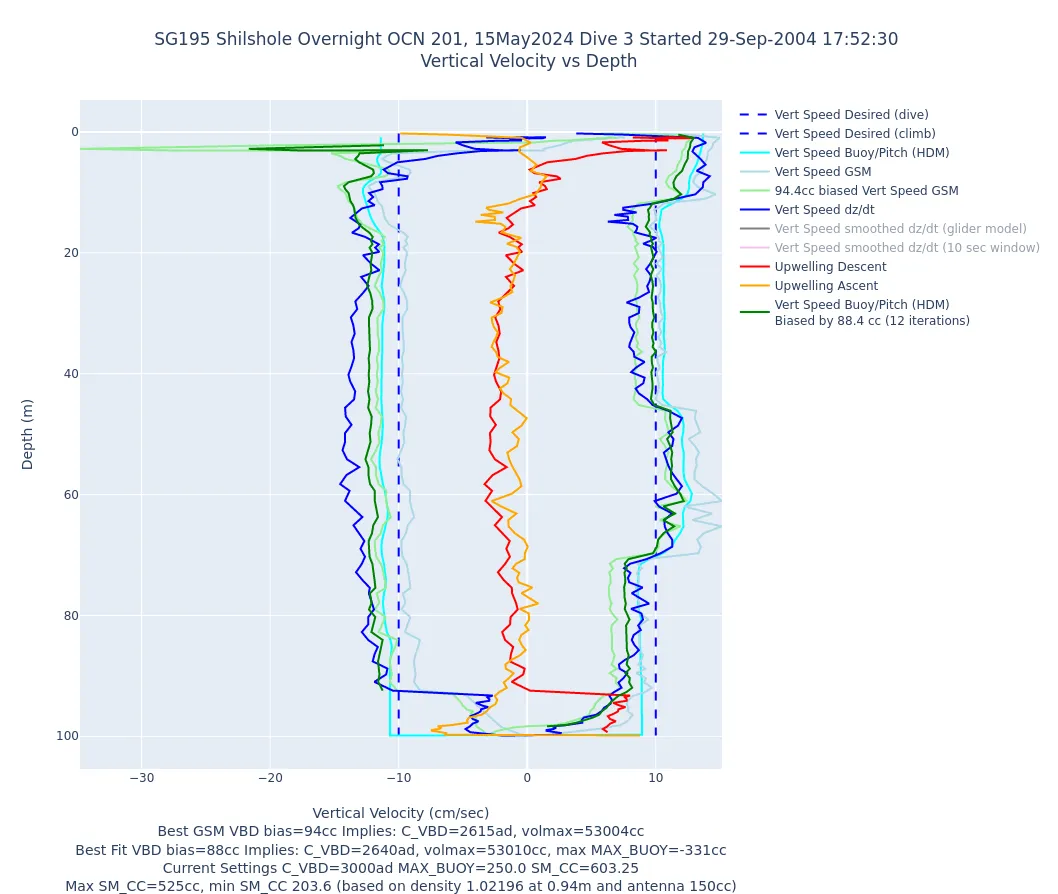 SG195 Shilshole Overnight OCN 201, 15May2024 Dive 3 Started 29-Sep-2004 17:52:30
Vertical Velocity vs Depth
Vert Speed Desired (dive)
Vert Speed Desired (climb)
Vert Speed Buoy/Pitch (HDM)
Vert Speed GSM
94.4cc biased Vert Speed GSM
Vert Speed dz/dt
Vert Speed smoothed dz/dt (glider model)
Vert Speed smoothed dz/dt (10 sec window)
Upwelling Descent
Upwelling Ascent
Vert Speed Buoy/Pitch (HDM)
Biased by 88.4 cc (12 iterations)
Depth (m)
0
20
40
60
80
100
−30
−20
−10
0
10
Vertical Velocity (cm/sec)
Best GSM VBD bias=94cc Implies: C_VBD=2615ad, volmax=53004cc
Best Fit VBD bias=88cc Implies: C_VBD=2640ad, volmax=53010cc, max MAX_BUOY=-331cc
Current Settings C_VBD=3000ad MAX_BUOY=250.0 SM_CC=603.25
Max SM_CC=525cc, min SM_CC 203.6 (based on density 1.02196 at 0.94m and antenna 150cc)